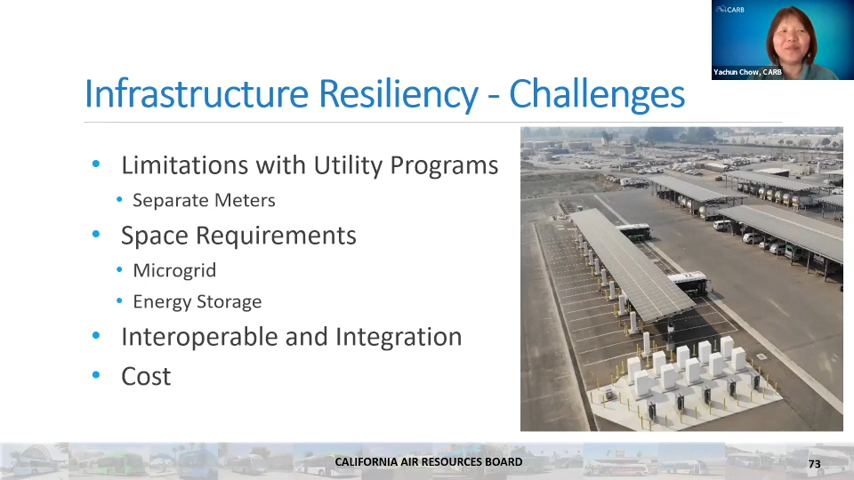 CARB
Yachun Chow, CARB
Infrastructure Resiliency - Challenges
• Limitations with Utility Programs
• Separate Meters
• Space Requirements
• Microgrid
• Energy Storage
• Interoperable and Integration
• Cost
CALIFORNIA AIR RESOURCES BOARD
73